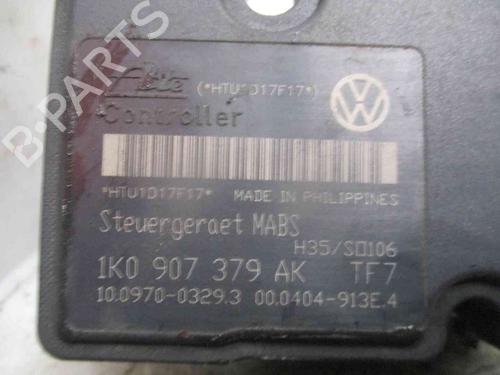 Ate (*HTU1D17F17*)
Controller
*HTU1D17F17* MADE IN PHILIPPINES
Steuergeraet MABS
H35/S0106
1K0 907 379 AK TF7
10.0970-0329.3 00.0404-913E.4
B-PARTS